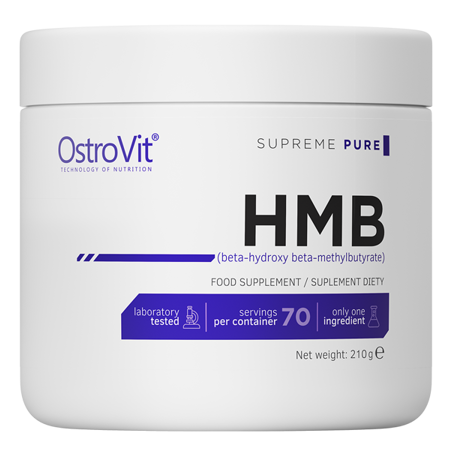 OstroVit®
TECHNOLOGY OF NUTRITION
SUPREME PURE
HMB
(beta-hydroxy beta-methylbutyrate)
FOOD SUPPLEMENT / SUPLEMENT DIETY
laboratory tested
servings per container 70
only one ingredient
Net weight: 210g℮